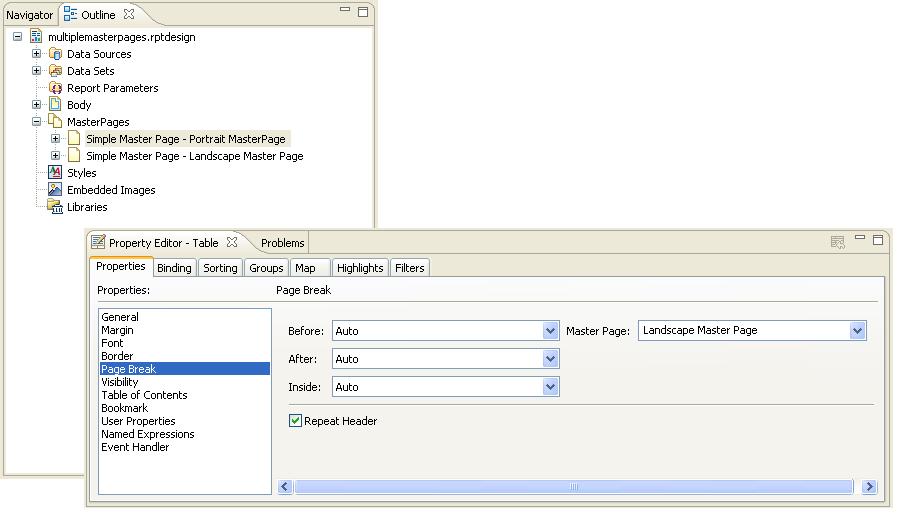 Navigator Outline
multiplemasterpages.rptdesign
Data Sources
Data Sets
Report Parameters
Body
MasterPages
Simple Master Page - Portrait MasterPage
Simple Master Page - Landscape Master Page
Styles
Embedded Images
Libraries
Property Editor - Table Problems
Properties Binding Sorting Groups Map Highlights Filters
Properties: Page Break
General
Margin
Font
Border
Page Break
Visibility
Table of Contents
Bookmark
User Properties
Named Expressions
Event Handler
Before: Auto Master Page: Landscape Master Page
After: Auto
Inside: Auto
Repeat Header